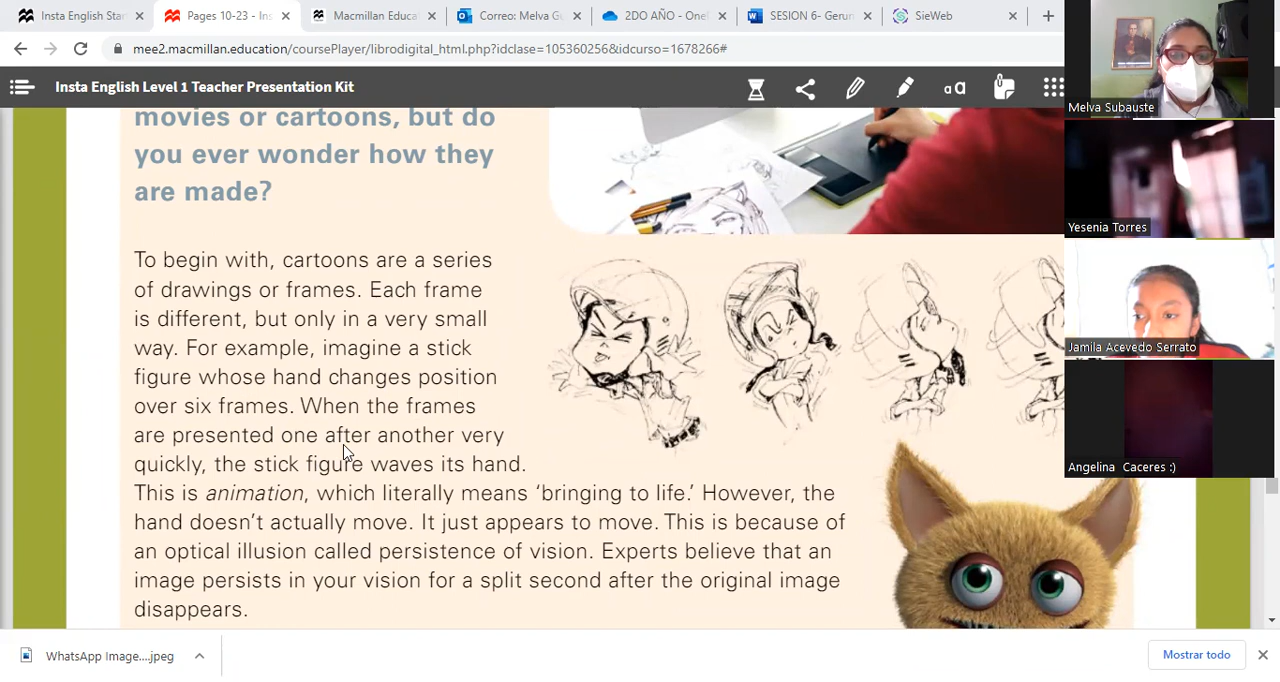 Insta English Star
Pages 10-23 - Ins
Macmillan Educa
Correo: Melva Gu
2DO AÑO - OneD
SESION 6- Gerun
SieWeb
mee2.macmillan.education/coursePlayer/librodigital_html.php?idclase=105360256&idcurso=1678266#
Insta English Level 1 Teacher Presentation Kit
aa
movies or cartoons, but do
you ever wonder how they
are made?
To begin with, cartoons are a series
of drawings or frames. Each frame
is different, but only in a very small
way. For example, imagine a stick
figure whose hand changes position
over six frames. When the frames
are presented one after another very
quickly, the stick figure waves its hand.
This is animation, which literally means ‘bringing to life.’ However, the
hand doesn’t actually move. It just appears to move. This is because of
an optical illusion called persistence of vision. Experts believe that an
image persists in your vision for a split second after the original image
disappears.
Melva Subauste
Yesenia Torres
Jamila Acevedo Serrato
Angelina Caceres :)
WhatsApp Image....jpeg
Mostrar todo